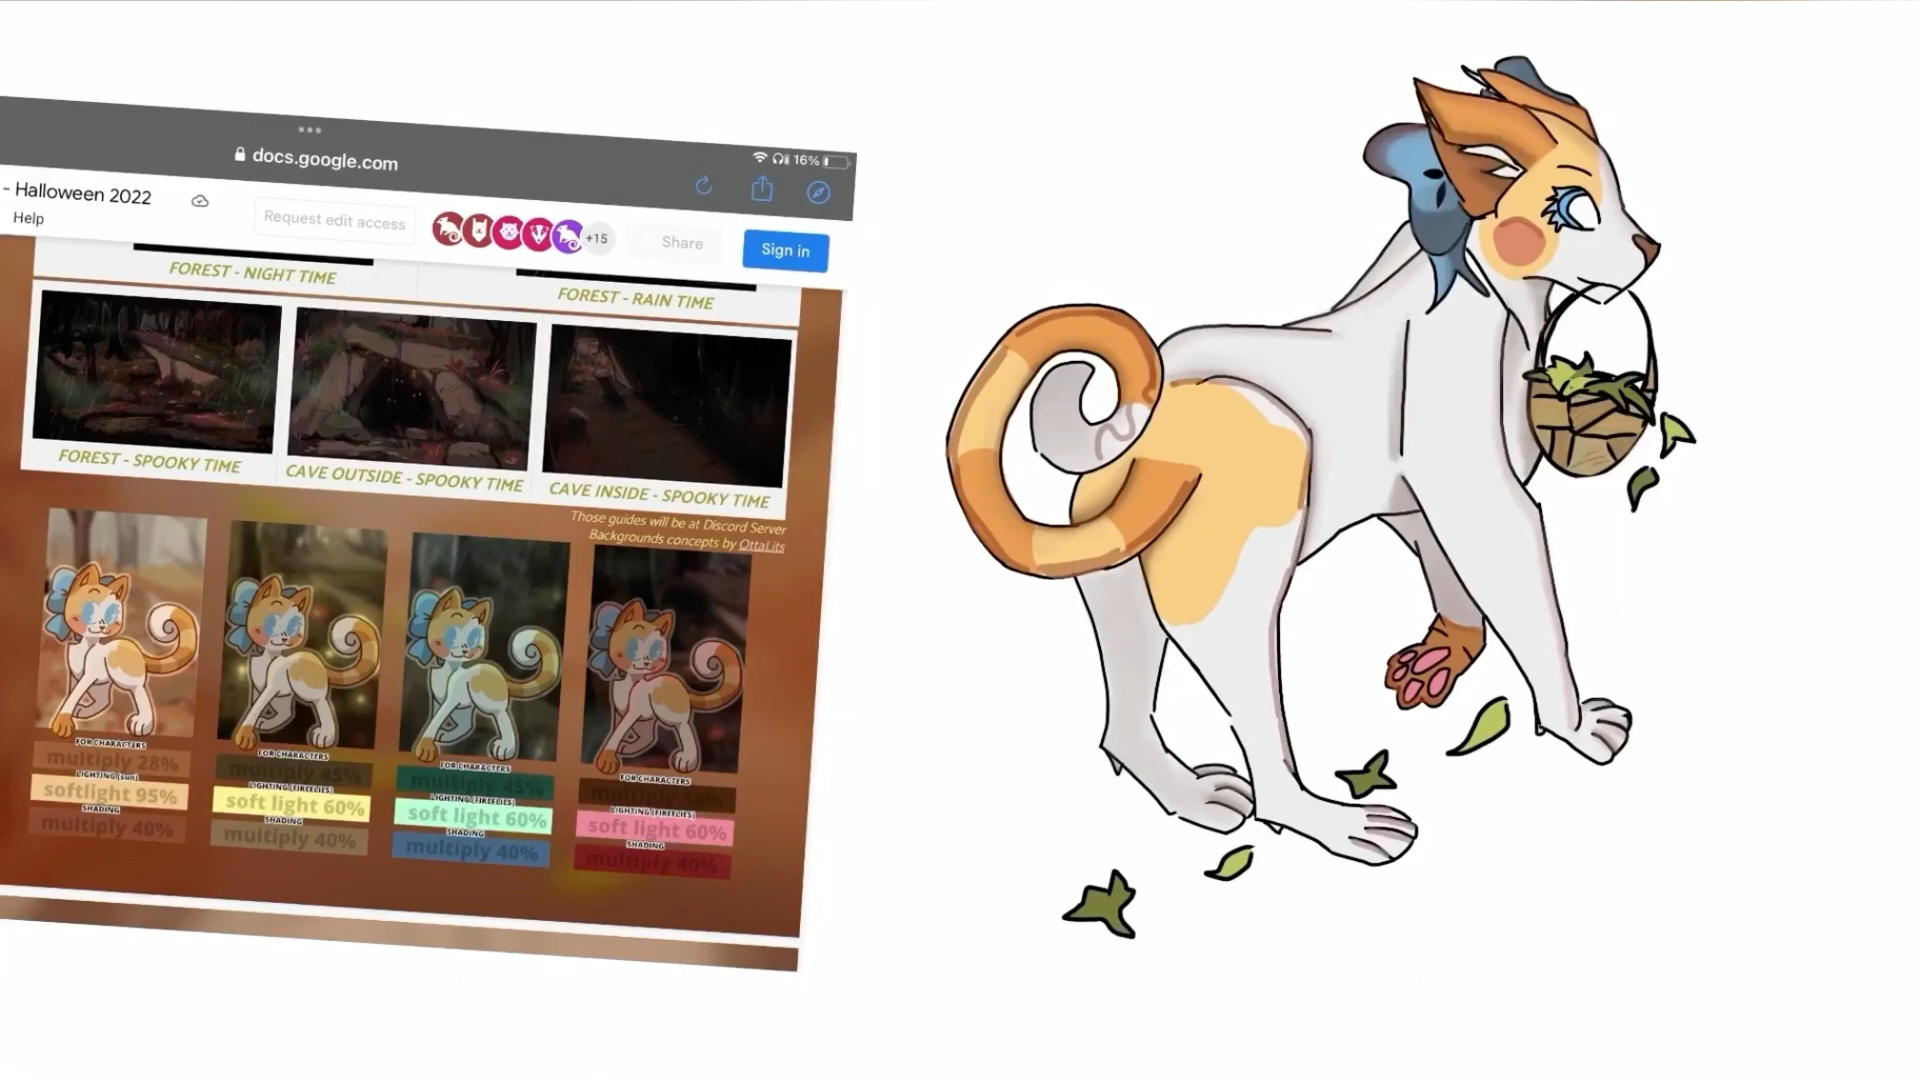 docs.google.com
16%
- Halloween 2022
Help
Request edit access
+15
Share
Sign in
FOREST - NIGHT TIME
FOREST - RAIN TIME
FOREST - SPOOKY TIME
CAVE OUTSIDE - SPOOKY TIME
CAVE INSIDE - SPOOKY TIME
Those guides will be at Discord Server
Backgrounds concepts by OttaLits
FOR CHARACTERS
multiply 28%
LIGHTING (sun)
softlight 95%
SHADING
multiply 40%
FOR CHARACTERS
multiply 45%
LIGHTING (FIREFLIES)
soft light 60%
SHADING
multiply 40%
FOR CHARACTERS
multiply 45%
LIGHTING (FIREFLIES)
soft light 60%
SHADING
multiply 40%
FOR CHARACTERS
multiply
LIGHTING (FIREFLIES)
soft light 60%
SHADING
multiply 40%